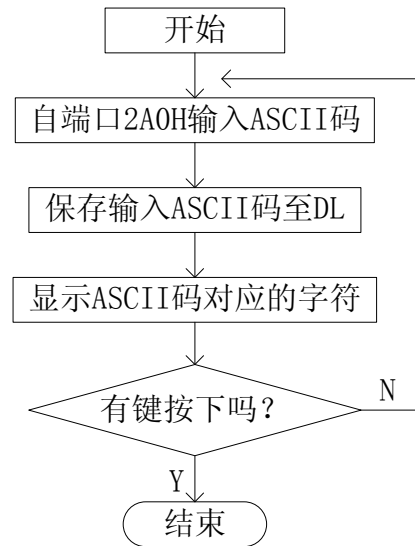 开始
自端口2A0H输入ASCII码
保存输入ASCII码至DL
显示ASCII码对应的字符
有键按下吗?
N
Y
结束